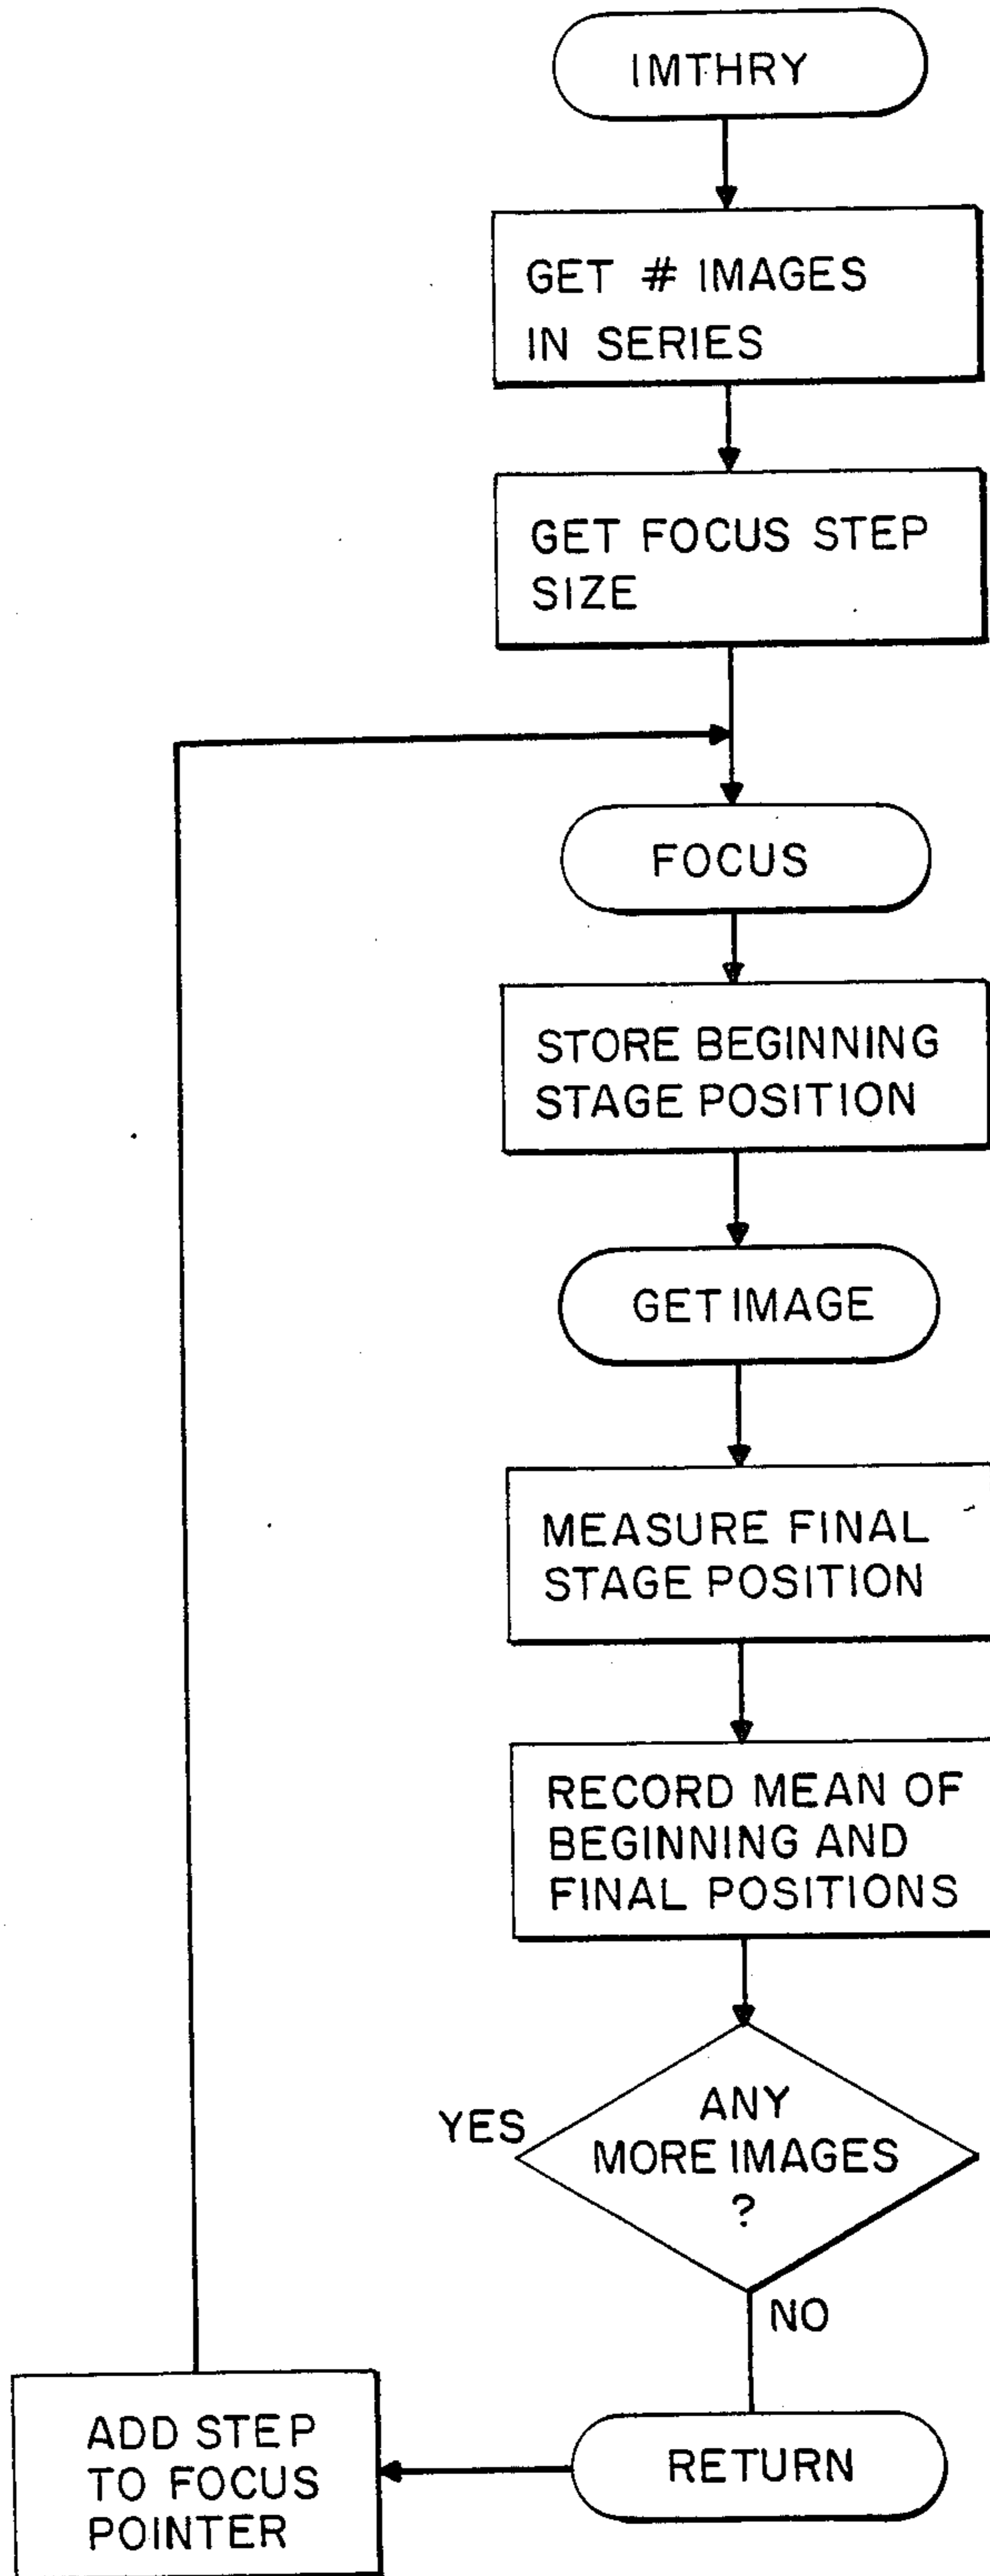 IMTHRY
GET # IMAGES
IN SERIES
GET FOCUS STEP
SIZE
FOCUS
STORE BEGINNING
STAGE POSITION
GET IMAGE
MEASURE FINAL
STAGE POSITION
RECORD MEAN OF
BEGINNING AND
FINAL POSITIONS
YES
ANY
MORE IMAGES
?
NO
RETURN
ADD STEP
TO FOCUS
POINTER